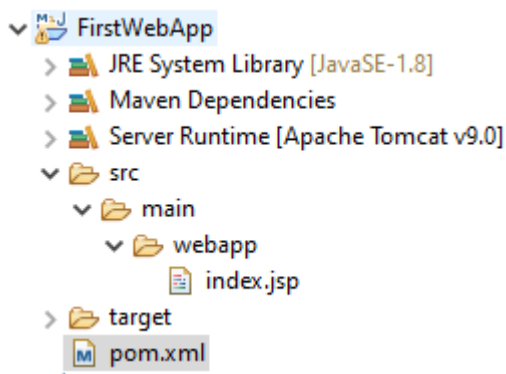 FirstWebApp
JRE System Library [JavaSE-1.8]
Maven Dependencies
Server Runtime [Apache Tomcat v9.0]
src
main
webapp
index.jsp
target
pom.xml